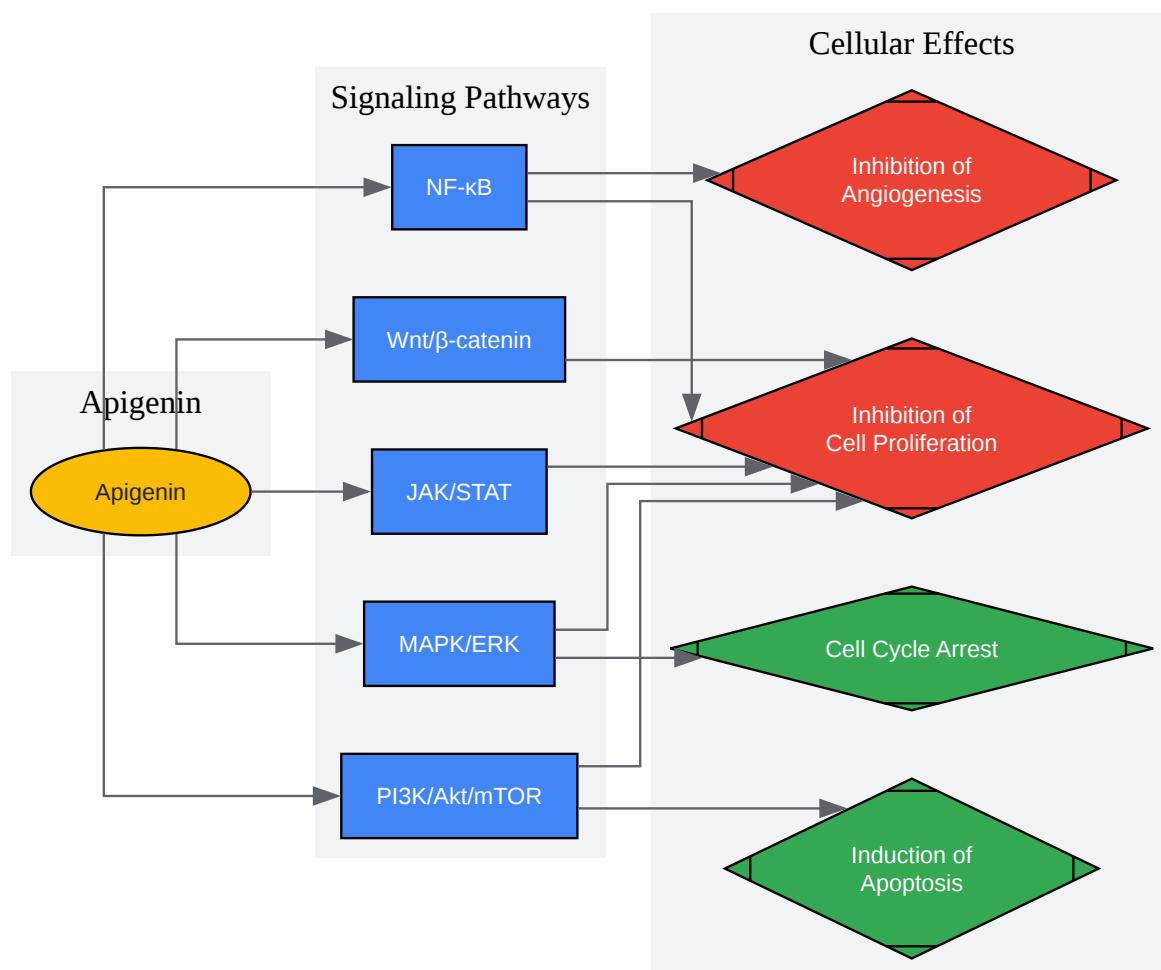 Cellular Effects
Signaling Pathways
Inhibition of
Angiogenesis
NF-κB
Wnt/β-catenin
Apigenin
Inhibition of
Cell Proliferation
Apigenin
JAK/STAT
MAPK/ERK
Cell Cycle Arrest
PI3K/Akt/mTOR
Induction of
Apoptosis